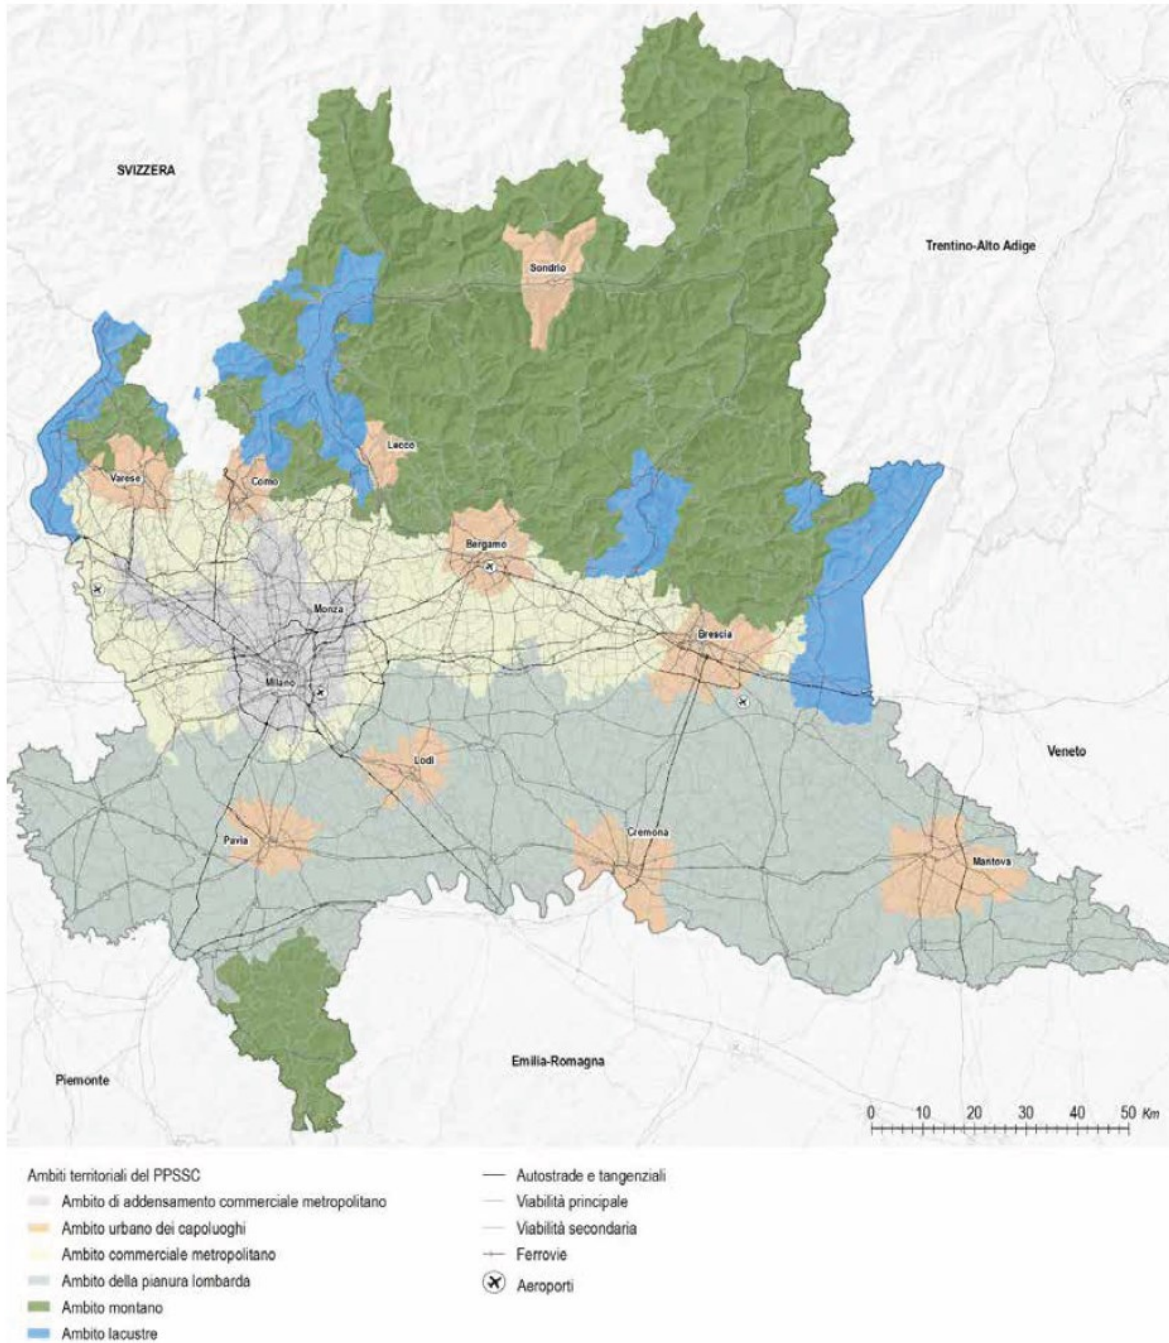 SVIZZERA
Trentino-Alto Adige
Sondrio
Lecco
Varese
Como
Bergamo
Monza
Brescia
Milano
Veneto
Lodi
Cremona
Pavia
Mantova
Emilia-Romagna
Piemonte
0 10 20 30 40 50 Km
Ambiti territoriali del PPSSC
Ambito di addensamento commerciale metropolitano
Ambito urbano dei capoluoghi
Ambito commerciale metropolitano
Ambito della pianura lombarda
Ambito montano
Ambito lacustre
Autostrade e tangenziali
Viabilità principale
Viabilità secondaria
Ferrovie
Aeroporti